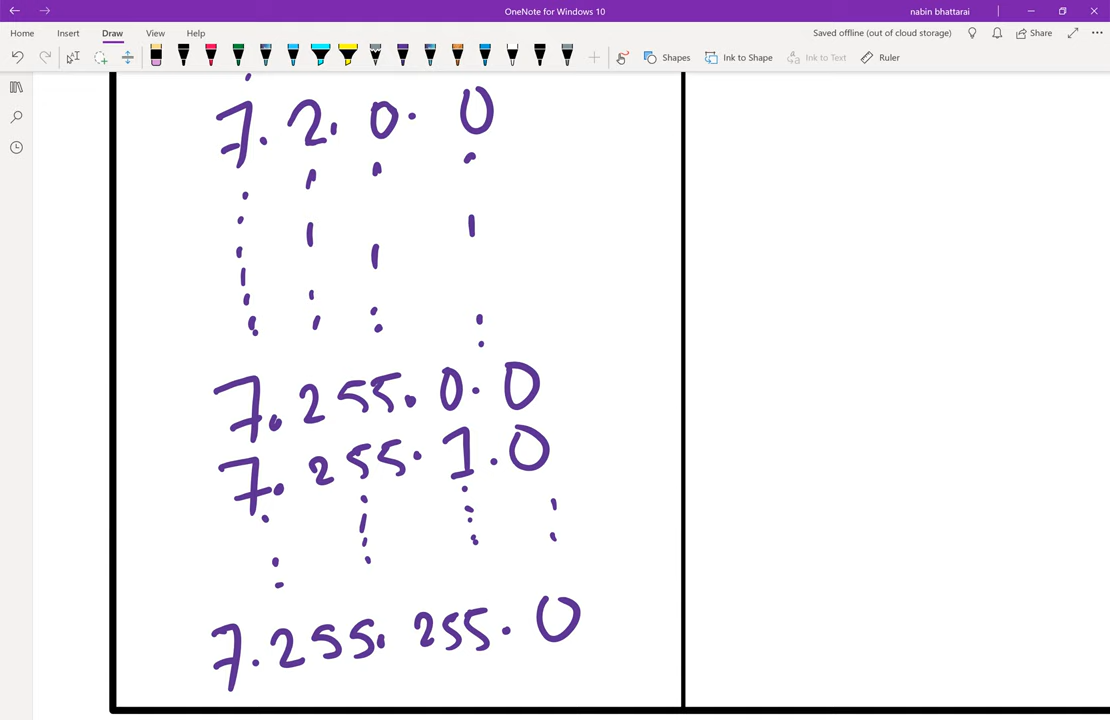 OneNote for Windows 10
nabin bhattarai
Home Insert Draw View Help
Saved offline (out of cloud storage)
Share
Shapes
Ink to Shape
Ink to Text
Ruler
7.2.0.0
7.255.0.0
7.255.1.0
7.255.255.0